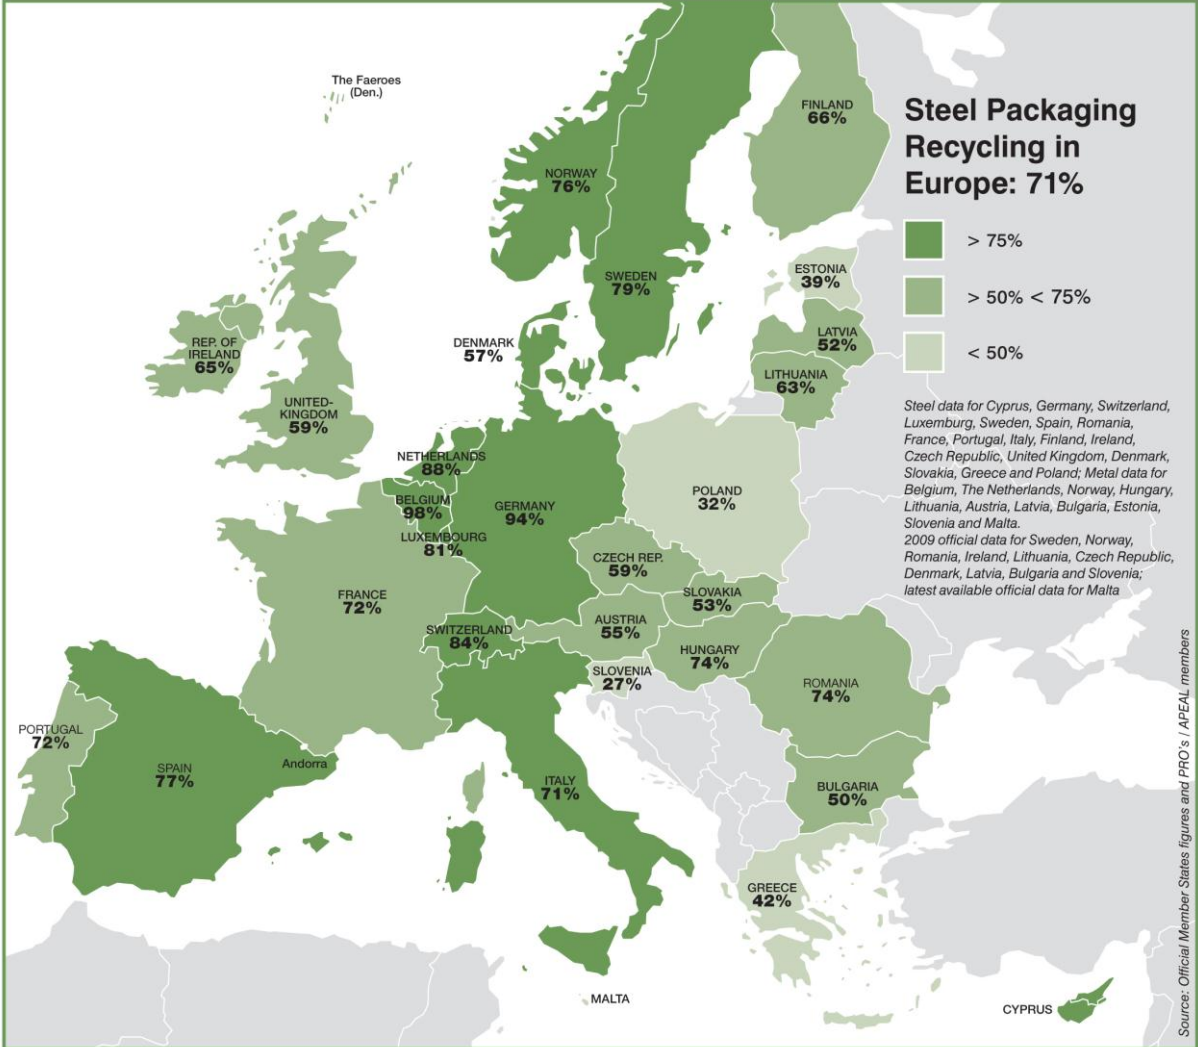 The Faeroes
(Den.)
FINLAND
66%
Steel Packaging
Recycling in
Europe: 71%
NORWAY
76%
> 75%
SWEDEN
79%
ESTONIA
39%
> 50% < 75%
REP. OF
IRELAND
65%
DENMARK
57%
LATVIA
52%
< 50%
LITHUANIA
63%
UNITED-
KINGDOM
59%
Steel data for Cyprus, Germany, Switzerland,
Luxemburg, Sweden, Spain, Romania,
France, Portugal, Italy, Finland, Ireland,
Czech Republic, United Kingdom, Denmark,
Slovakia, Greece and Poland; Metal data for
Belgium, The Netherlands, Norway, Hungary,
Lithuania, Austria, Latvia, Bulgaria, Estonia,
Slovenia and Malta.
2009 official data for Sweden, Norway,
Romania, Ireland, Lithuania, Czech Republic,
Denmark, Latvia, Bulgaria and Slovenia;
latest available official data for Malta
NETHERLANDS
88%
BELGIUM
98%
GERMANY
94%
POLAND
32%
LUXEMBOURG
81%
CZECH REP.
59%
FRANCE
72%
SLOVAKIA
53%
SWITZERLAND
84%
AUSTRIA
55%
HUNGARY
74%
SLOVENIA
27%
ROMANIA
74%
PORTUGAL
72%
SPAIN
77%
Andorra
ITALY
71%
BULGARIA
50%
GREECE
42%
MALTA
CYPRUS
Source: Official Member States figures and PRO's / APEAL members